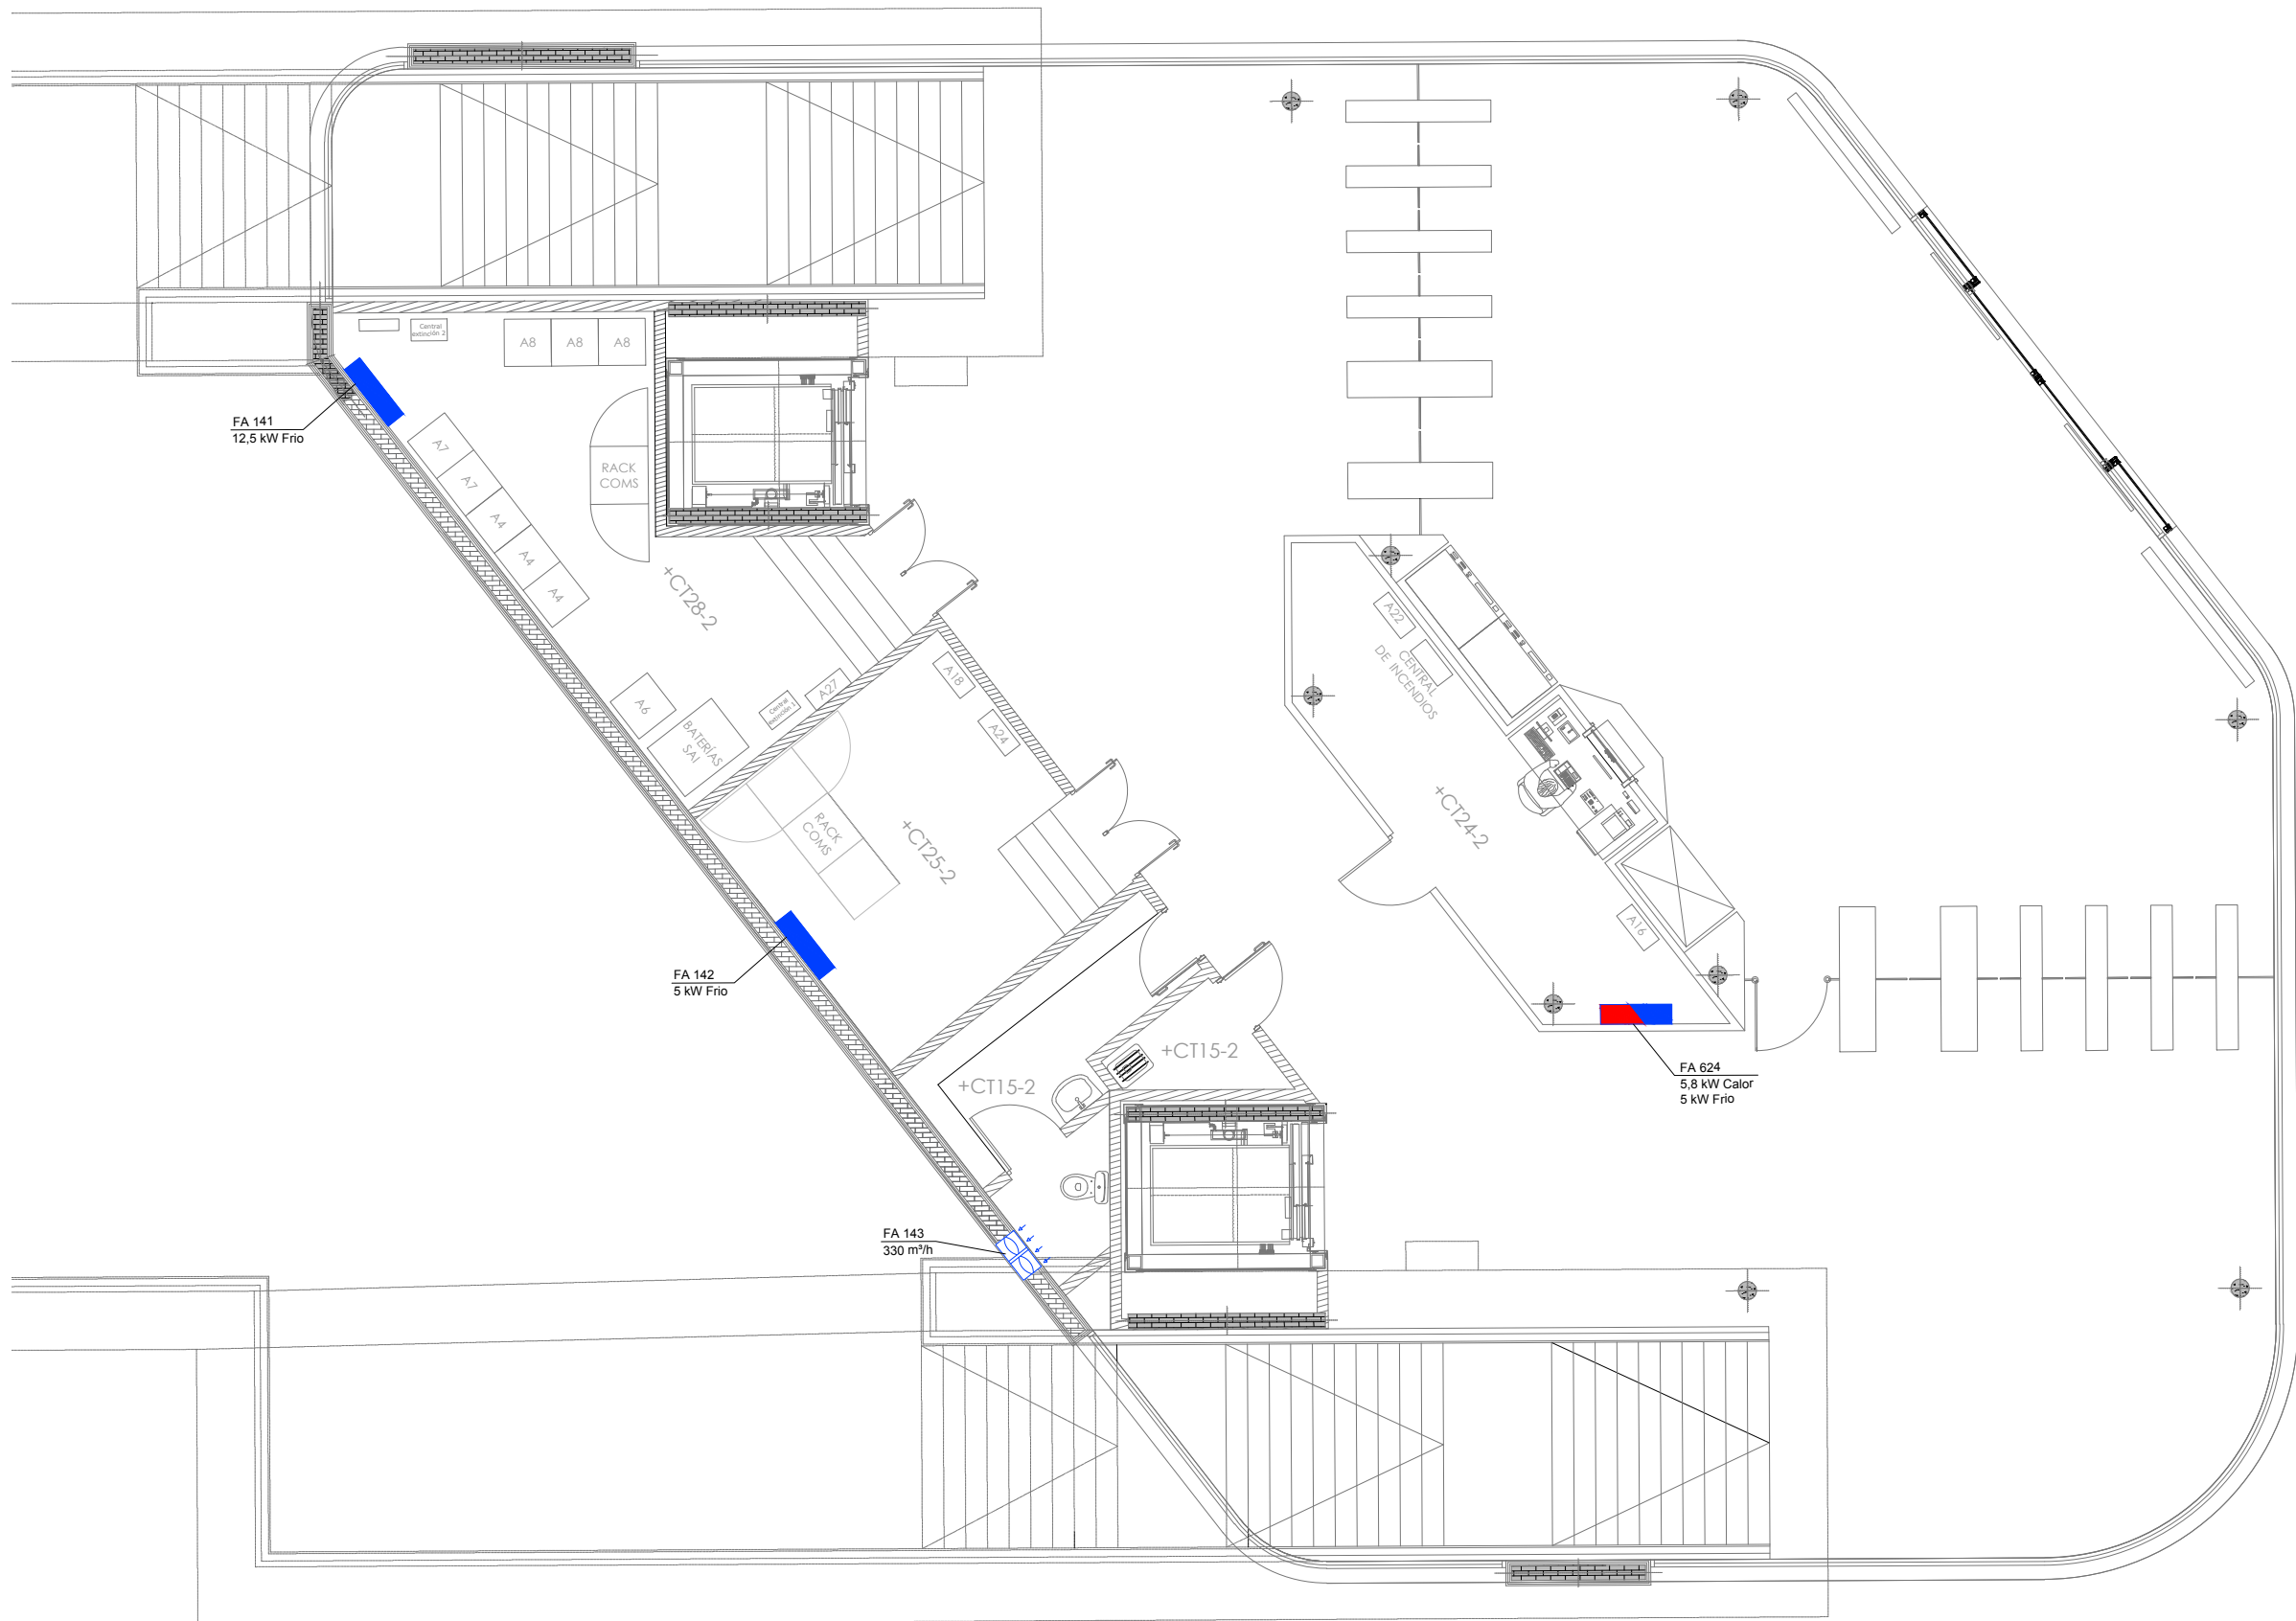 Central
extinción 2
A8 A8 A8
FA 141
12,5 kW Frio
A7
A7
A4
A4
A4
RACK
COMS
+CT28-2
A6
BATERÍAS
SAI
Central
extinción 1
A27
A18
A24
RACK
COMS
+CT25-2
FA 142
5 kW Frio
A22
CENTRAL
DE INCENDIOS
+CT24-2
A16
+CT15-2
+CT15-2
FA 624
5,8 kW Calor
5 kW Frio
FA 143
330 m³/h